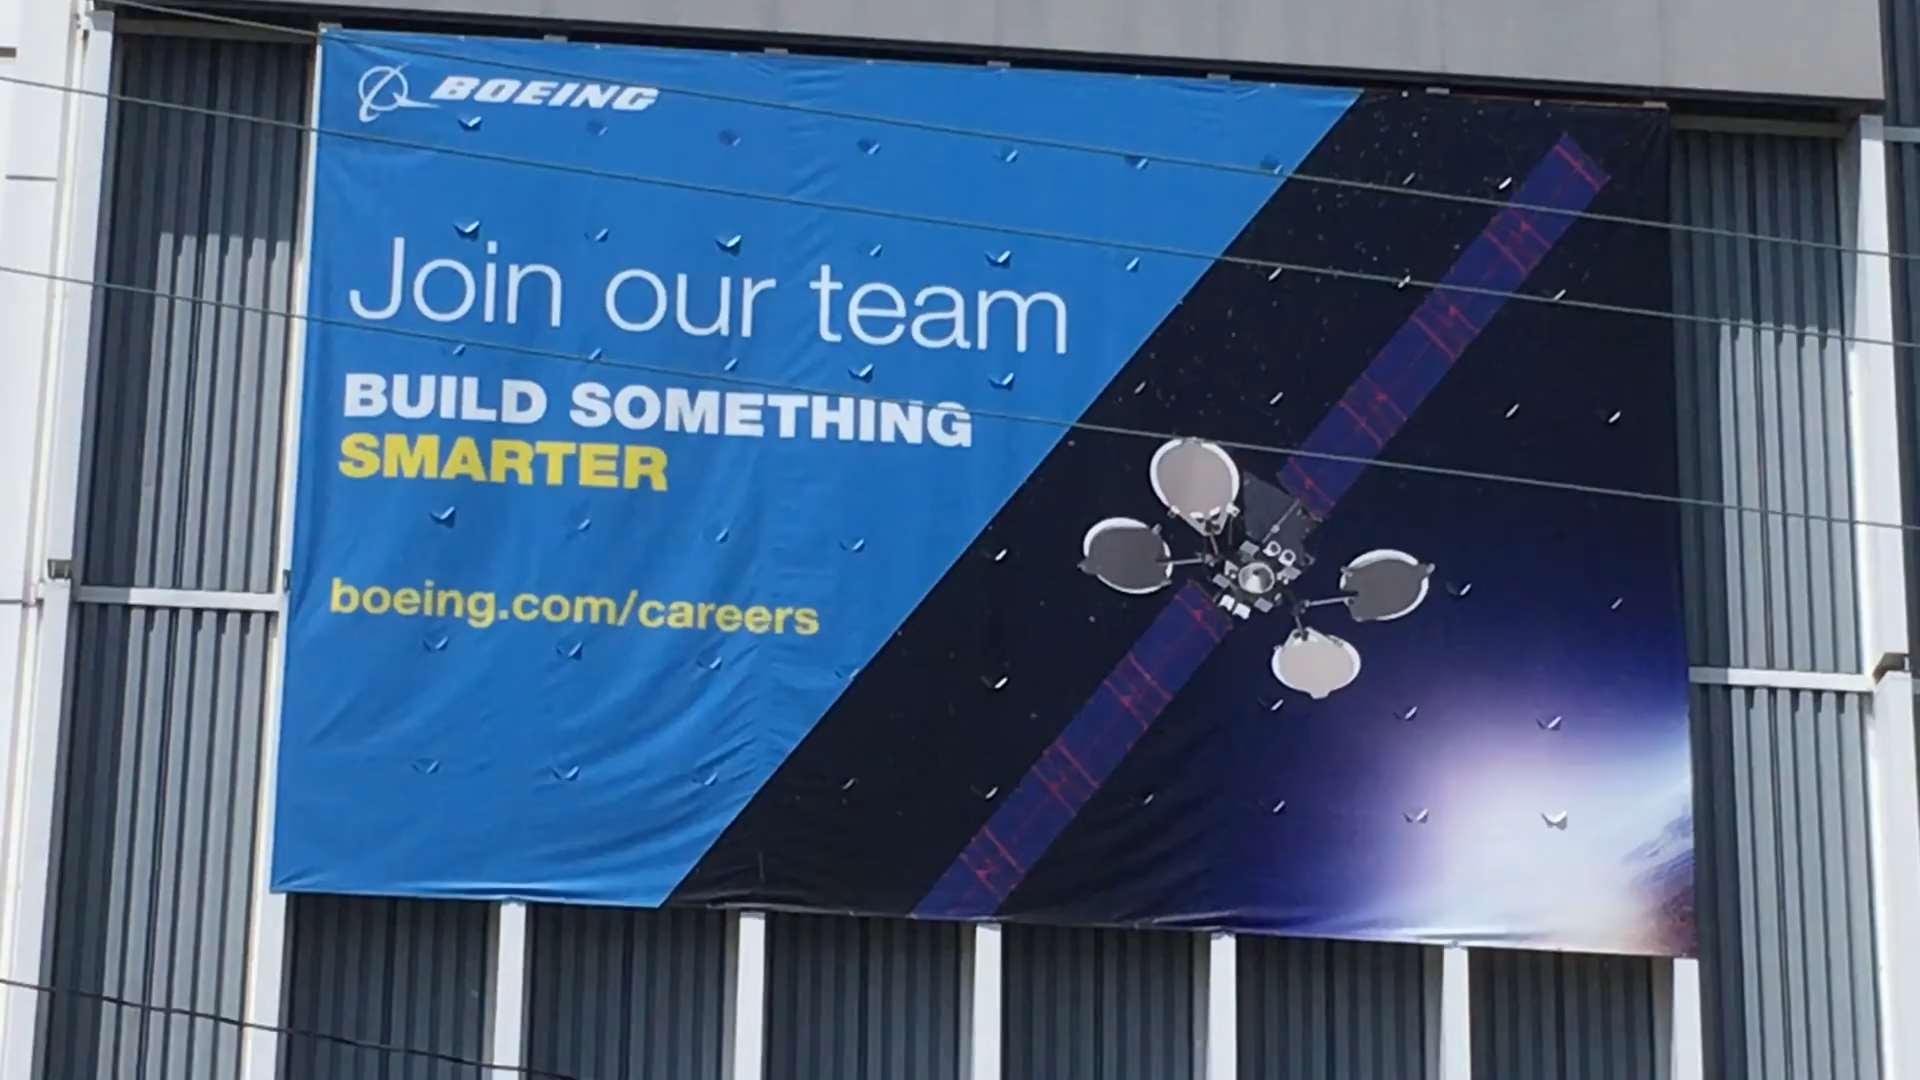 BOEING
Join our team
BUILD SOMETHING
SMARTER
boeing.com/careers